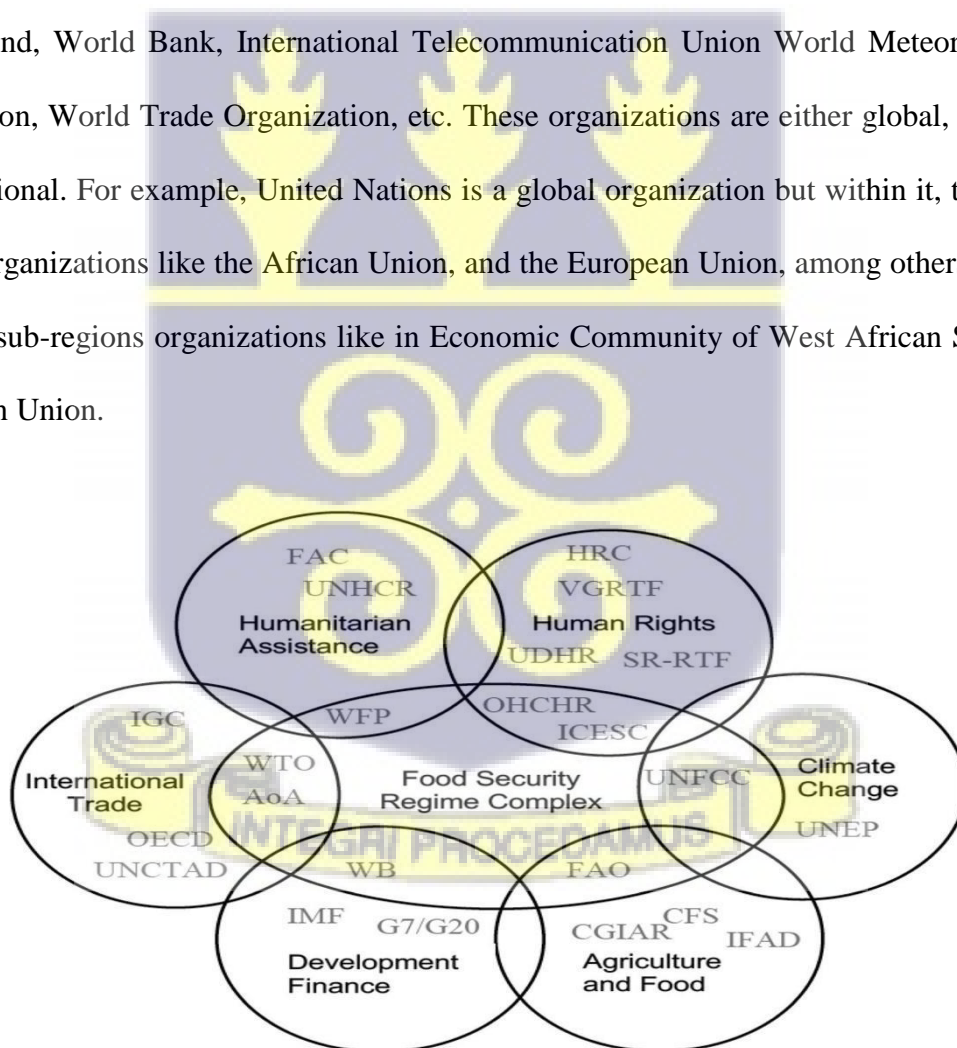 nd, World Bank, International Telecommunication Union World Meteor
on, World Trade Organization, etc. These organizations are either global,
ional. For example, United Nations is a global organization but within it, t
rganizations like the African Union, and the European Union, among other
sub-regions organizations like in Economic Community of West African S
n Union.
FAC
UNHCR
Humanitarian
Assistance
HRC
VGRTF
Human Rights
UDHR SR-RTF
WFP
OHCHR
ICESC
IGC
International
Trade
WTO
AoA
OECD
UNCTAD
Food Security
Regime Complex
UNFCC
Climate
Change
UNEP
INTEGRI PROCEDAMUS
WB
FAO
IMF
G7/G20
Development
Finance
CFS
CGIAR
IFAD
Agriculture
and Food